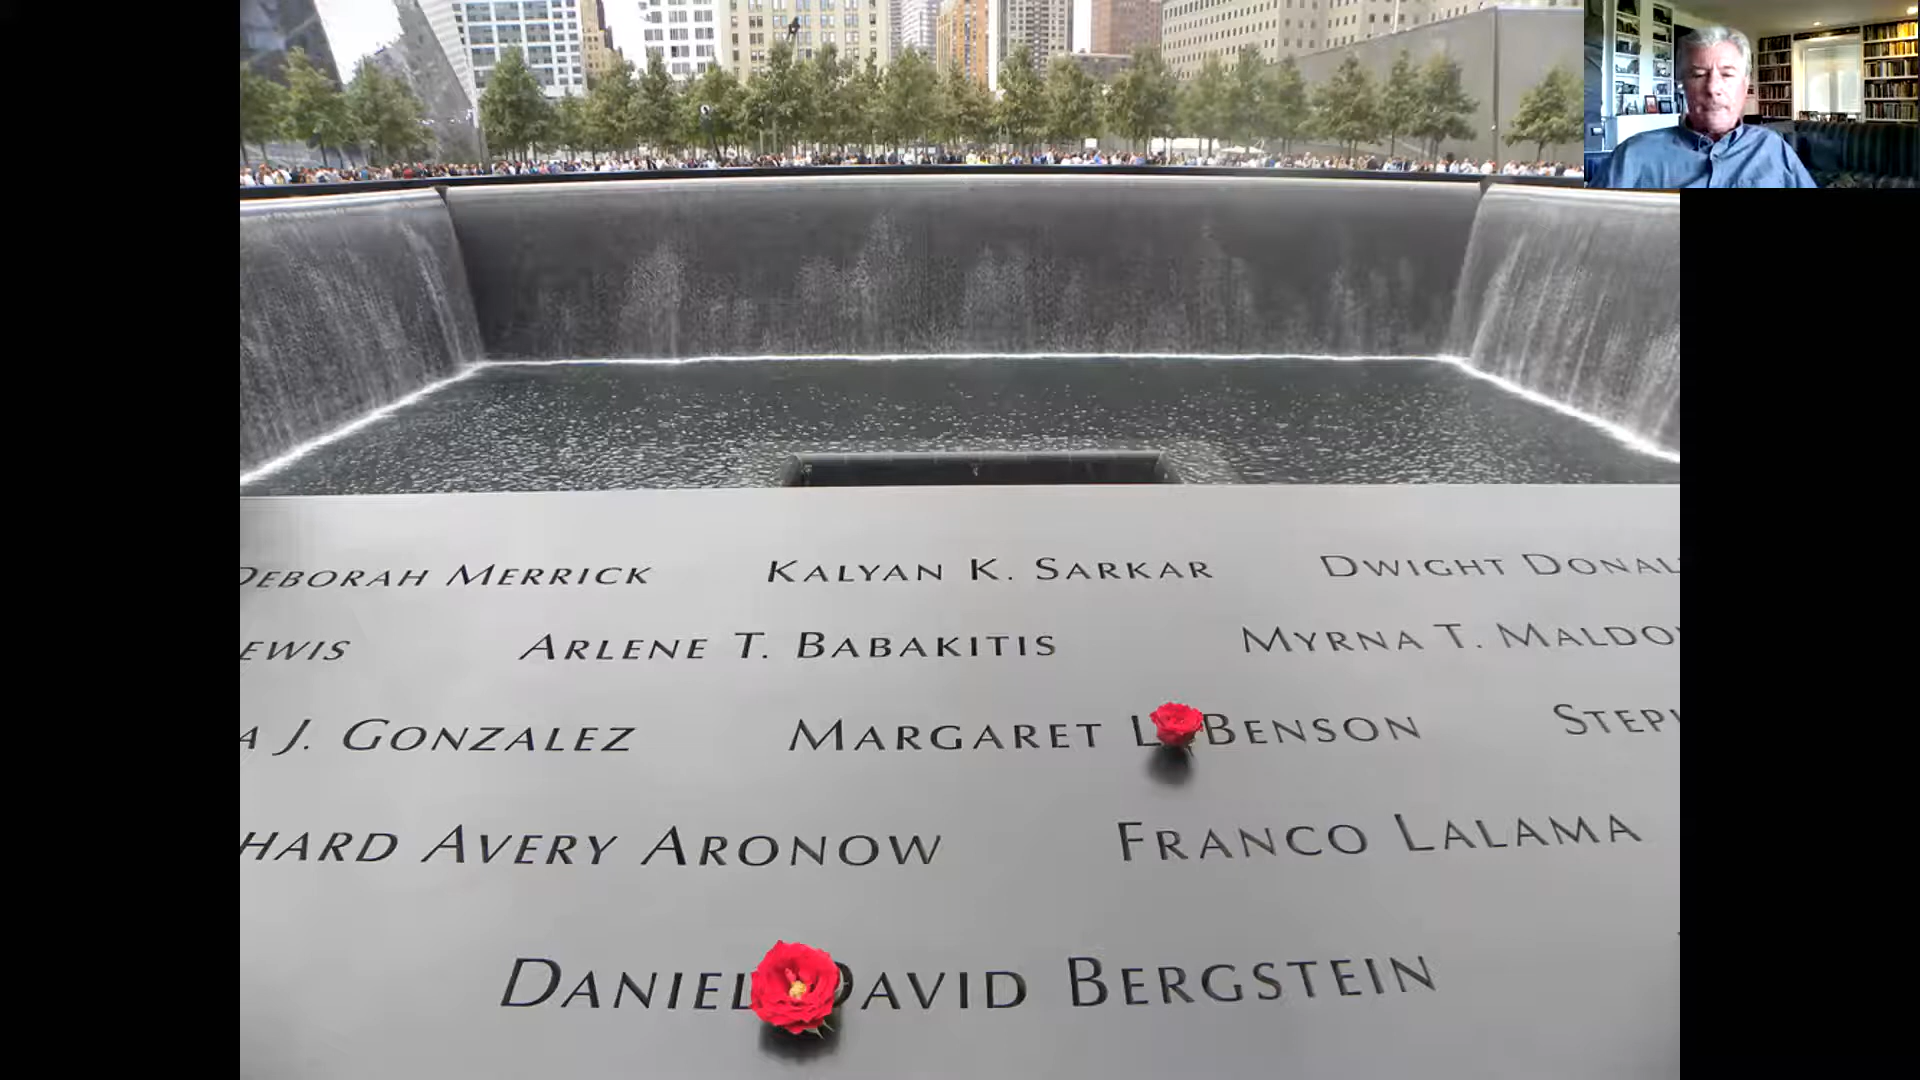 DEBORAH MERRICK KALYAN K. SARKAR DWIGHT DONAL
EWIS ARLENE T. BABAKITIS MYRNA T. MALDO
A J. GONZALEZ MARGARET L. BENSON STEPH
HARD AVERY ARONOW FRANCO LALAMA
DANIEL DAVID BERGSTEIN